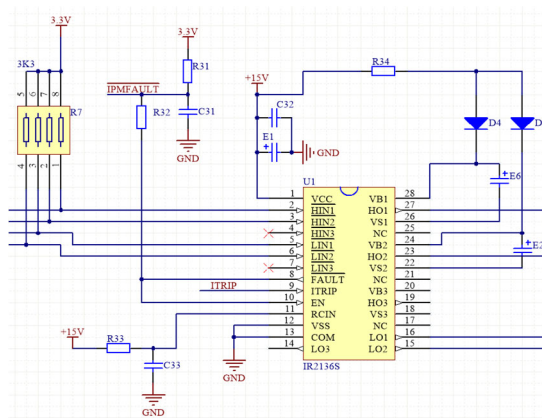 3.3V
3.3V
3K3
R31
+15V
R34
IPMFAULT
5 6 7 8
R7
R32
C31
C32
D4
D
GND
E1
GND
4 3 2 1
U1
E6
1 VCC VB1 28
2 HIN1 HO1 27
3 HIN2 VS1 26
4 HIN3 NC 25
5 LIN1 VB2 24
6 LIN2 HO2 23
7 LIN3 VS2 22
8 FAULT NC 21
9 ITRIP VB3 20
10 EN HO3 19
11 RCIN VS3 18
12 VSS NC 17
13 COM LO1 16
14 LO3 LO2 15
E2
ITRIP
+15V
R33
C33
GND
GND
IR2136S